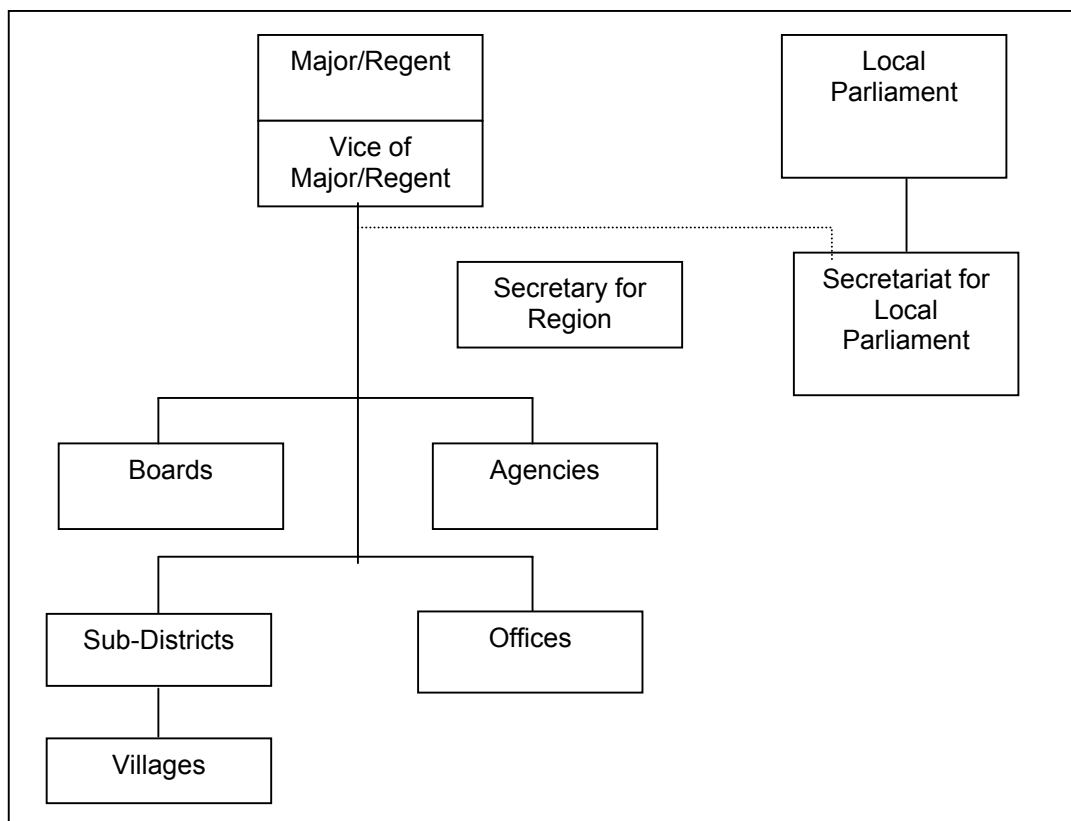 Major/Regent
Vice of
Major/Regent
Local
Parliament
Secretary for
Region
Secretariat for
Local
Parliament
Boards
Agencies
Sub-Districts
Offices
Villages